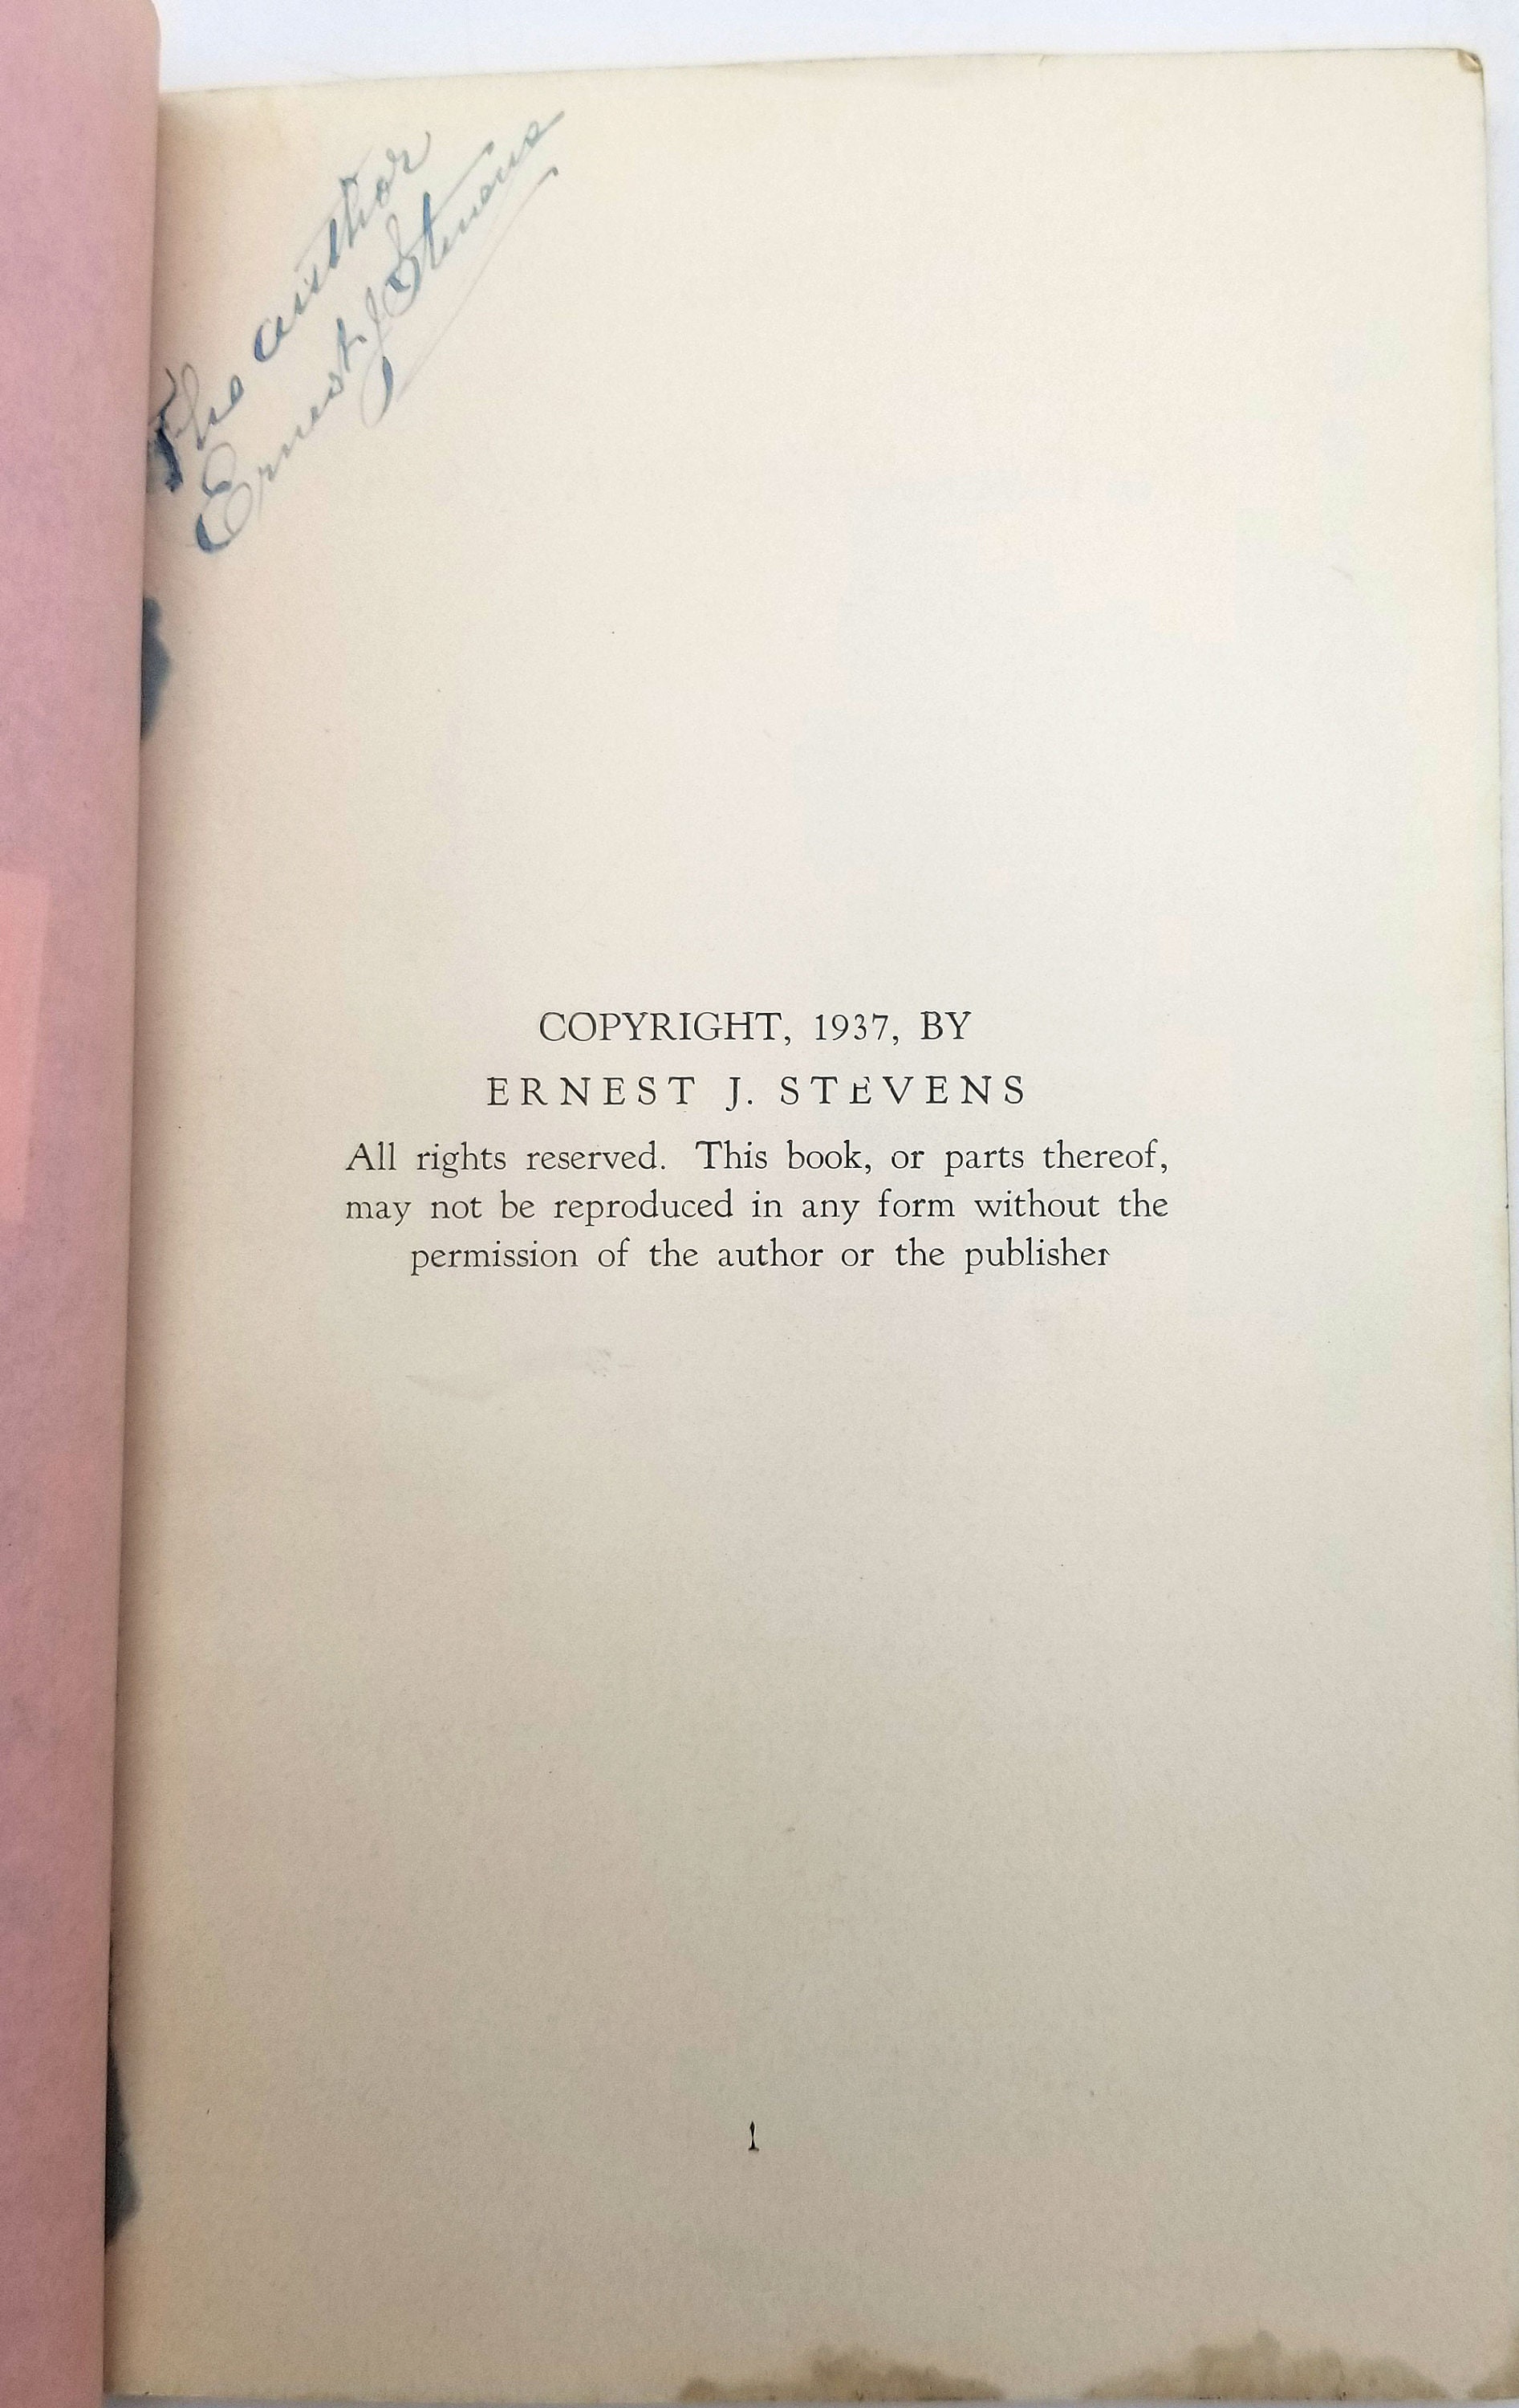 The author
Ernest J Stevens
COPYRIGHT, 1937, BY
ERNEST J. STEVENS
All rights reserved. This book, or parts thereof,
may not be reproduced in any form without the
permission of the author or the publisher
1